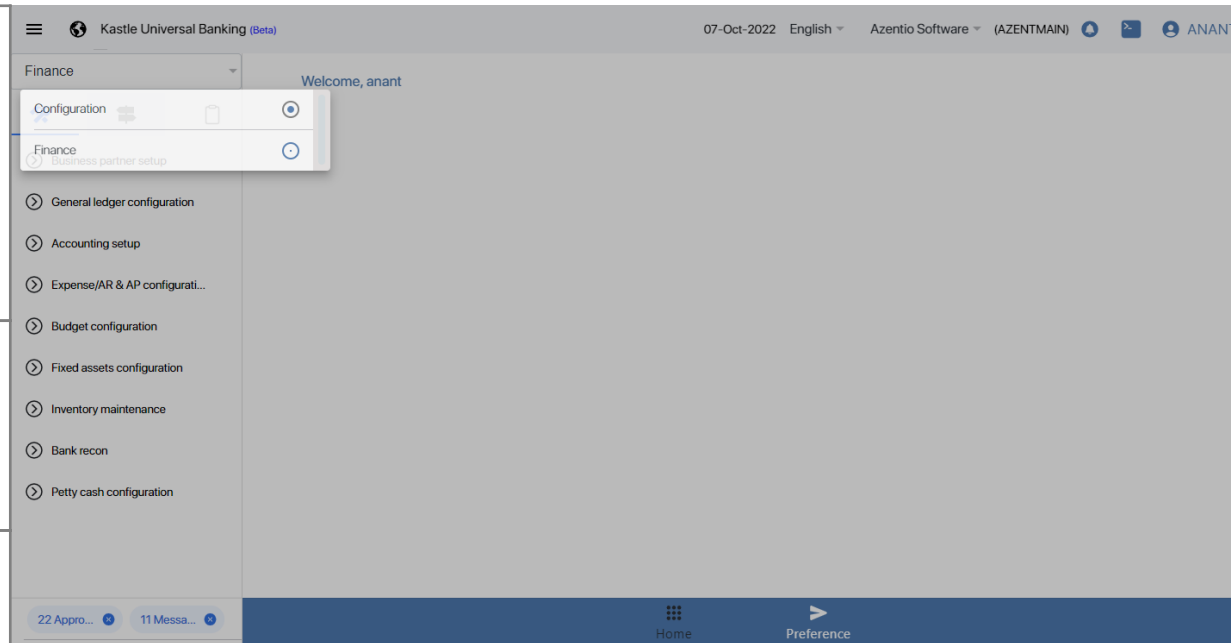 Kastle Universal Banking (Beta)
07-Oct-2022 English Azentio Software (AZENTMAIN) ANANT
Finance
Welcome, anant
Configuration
Finance
Business partner setup
General ledger configuration
Accounting setup
Expense/AR & AP configurati...
Budget configuration
Fixed assets configuration
Inventory maintenance
Bank recon
Petty cash configuration
22 Appro... 11 Messa...
Home Preference